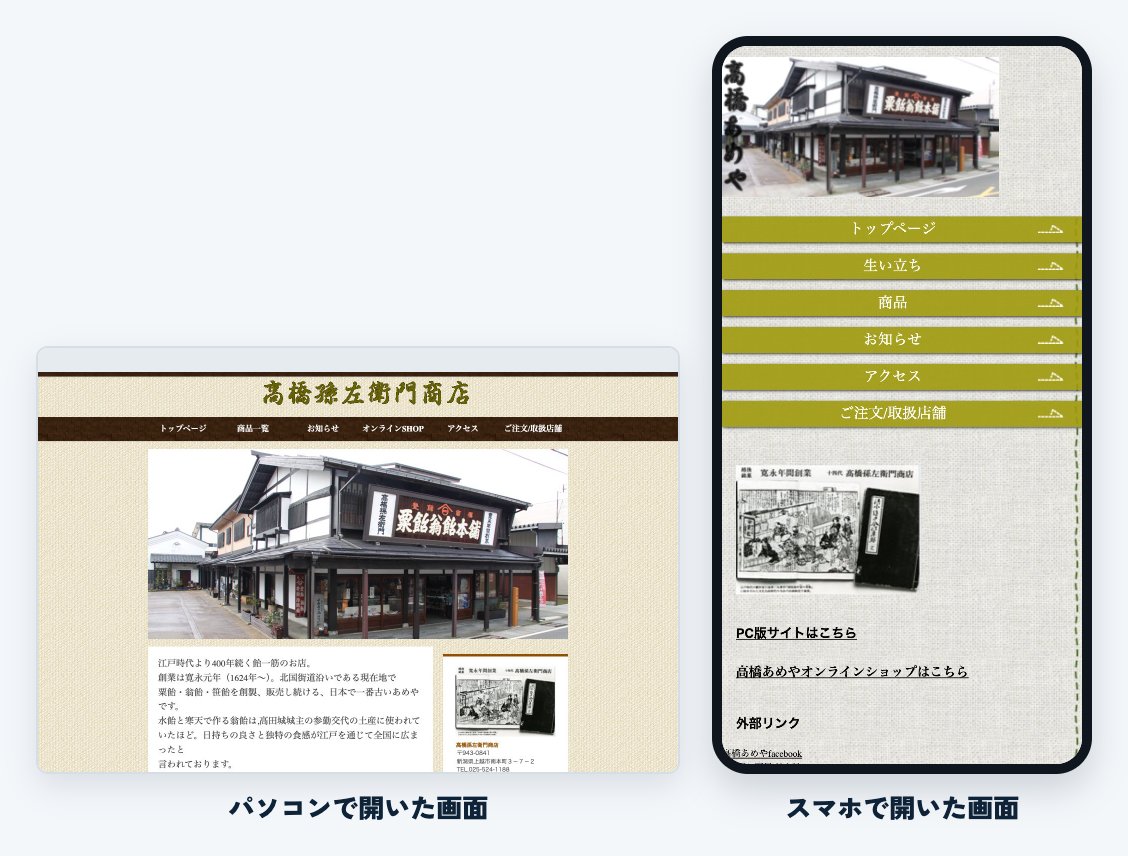 高橋孫左衛門商店
トップページ
商品一覧
お知らせ
オンラインSHOP
アクセス
ご注文/取扱店舗
高橋孫左衛門
粟飴翁飴本舗
江戸時代より400年続く飴一筋のお店。
創業は寛永元年（1624年〜）。北国街道沿いである現在地で
粟飴・翁飴・笹飴を創製、販売し続ける、日本で一番古いあめや
です。
水飴と寒天で作る翁飴は,高田城城主の参勤交代の土産に使われて
いたほど。日持ちの良さと独特の食感が江戸を通じて全国に広ま
ったと
言われております。
寛永年間創業
十四代 高橋孫左衛門商店
高橋孫左衛門商店
〒943-0841
新潟県上越市南本町３－７－２
TEL 025-524-1188
パソコンで開いた画面
高橋あめや
粟飴翁飴本舗
トップページ
生い立ち
商品
お知らせ
アクセス
ご注文/取扱店舗
越後銘菓
寛永年間創業
十四代 高橋孫左衛門商店
PC版サイトはこちら
高橋あめやオンラインショップはこちら
外部リンク
高橋あめやfacebook
スマホで開いた画面